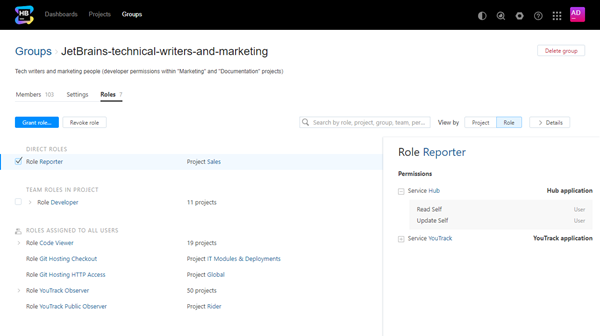 HB
Dashboards Projects Groups
AD
Groups › JetBrains-technical-writers-and-marketing
Delete group
Tech writers and marketing people (developer permissions within "Marketing" and "Documentation" projects)
Members 103 Settings Roles 7
Grant role... Revoke role Search by role, project, group, team, per... View by Project Role Details
DIRECT ROLES
Role Reporter Project Sales
TEAM ROLES IN PROJECT
Role Developer 11 projects
ROLES ASSIGNED TO ALL USERS
Role Code Viewer 19 projects
Role Git Hosting Checkout Project IT Modules & Deployments
Role Git Hosting HTTP Access Project Global
Role YouTrack Observer 50 projects
Role YouTrack Public Observer Project Rider
Role Reporter
Permissions
Service Hub Hub application
Read Self User
Update Self User
Service YouTrack YouTrack application